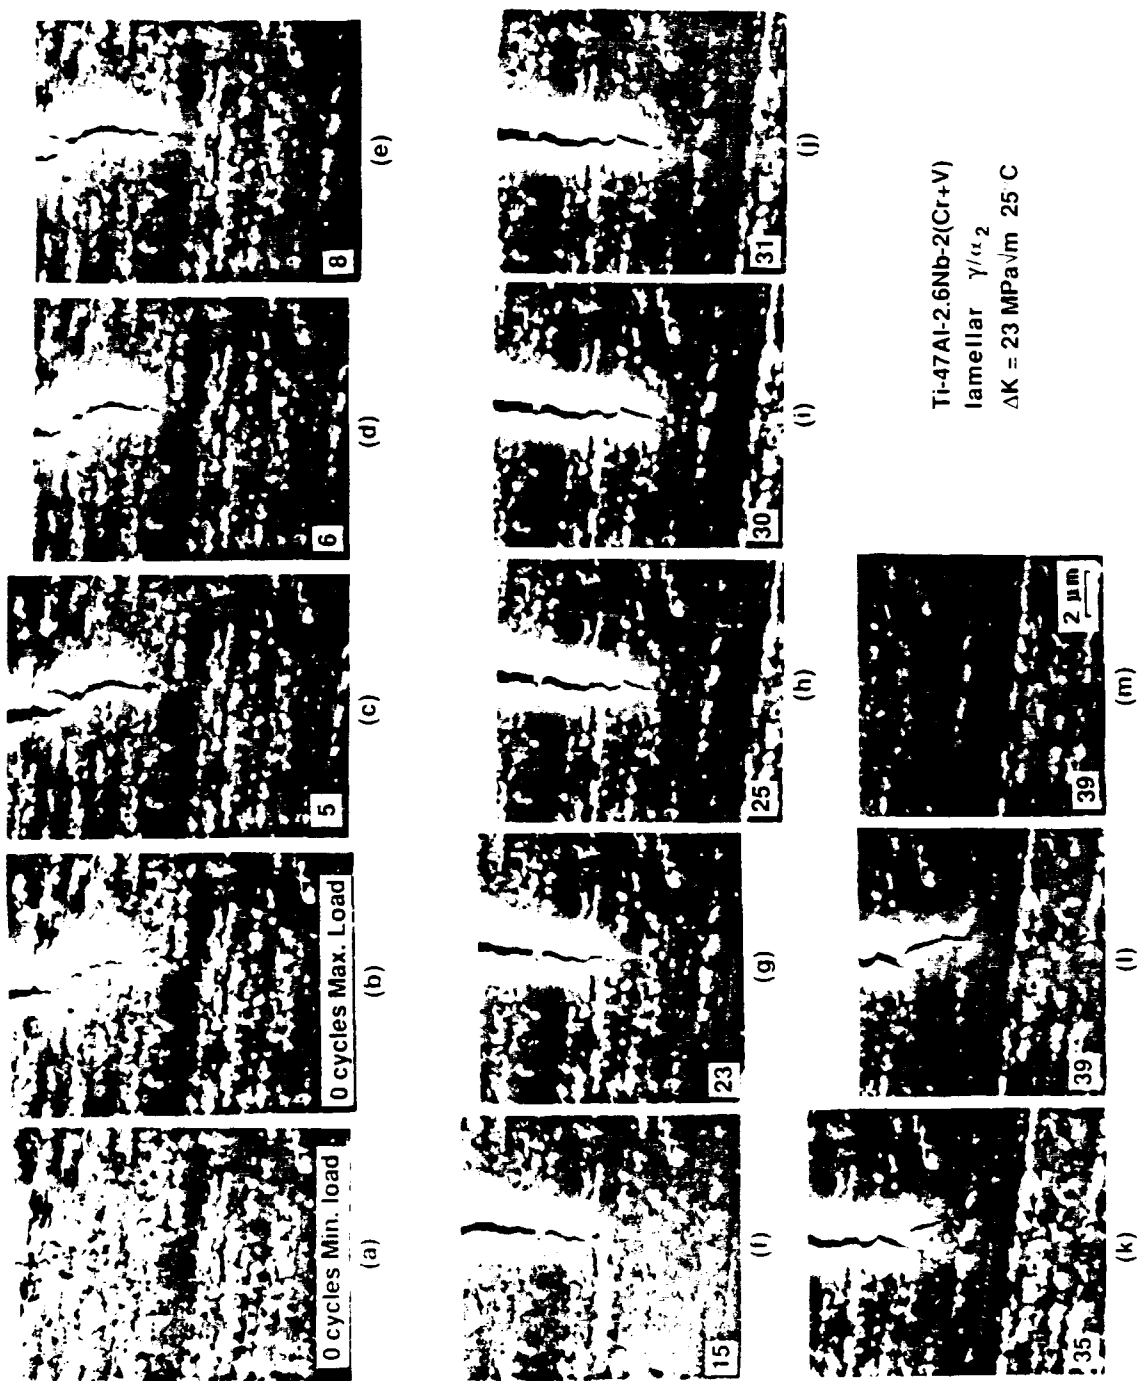 0 cycles Min. load
(a)
0 cycles Max. Load
(b)
5
(c)
6
(d)
8
(e)
15
(f)
23
(g)
25
(h)
30
(i)
31
(j)
35
(k)
39
(l)
39
2 μm
(m)
Ti-47Al-2.6Nb-2(Cr+V)
lamellar γ/α₂
ΔK = 23 MPa√m 25°C